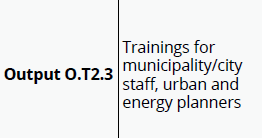 Output O.T2.3
Trainings for
municipality/city
staff, urban and
energy planners